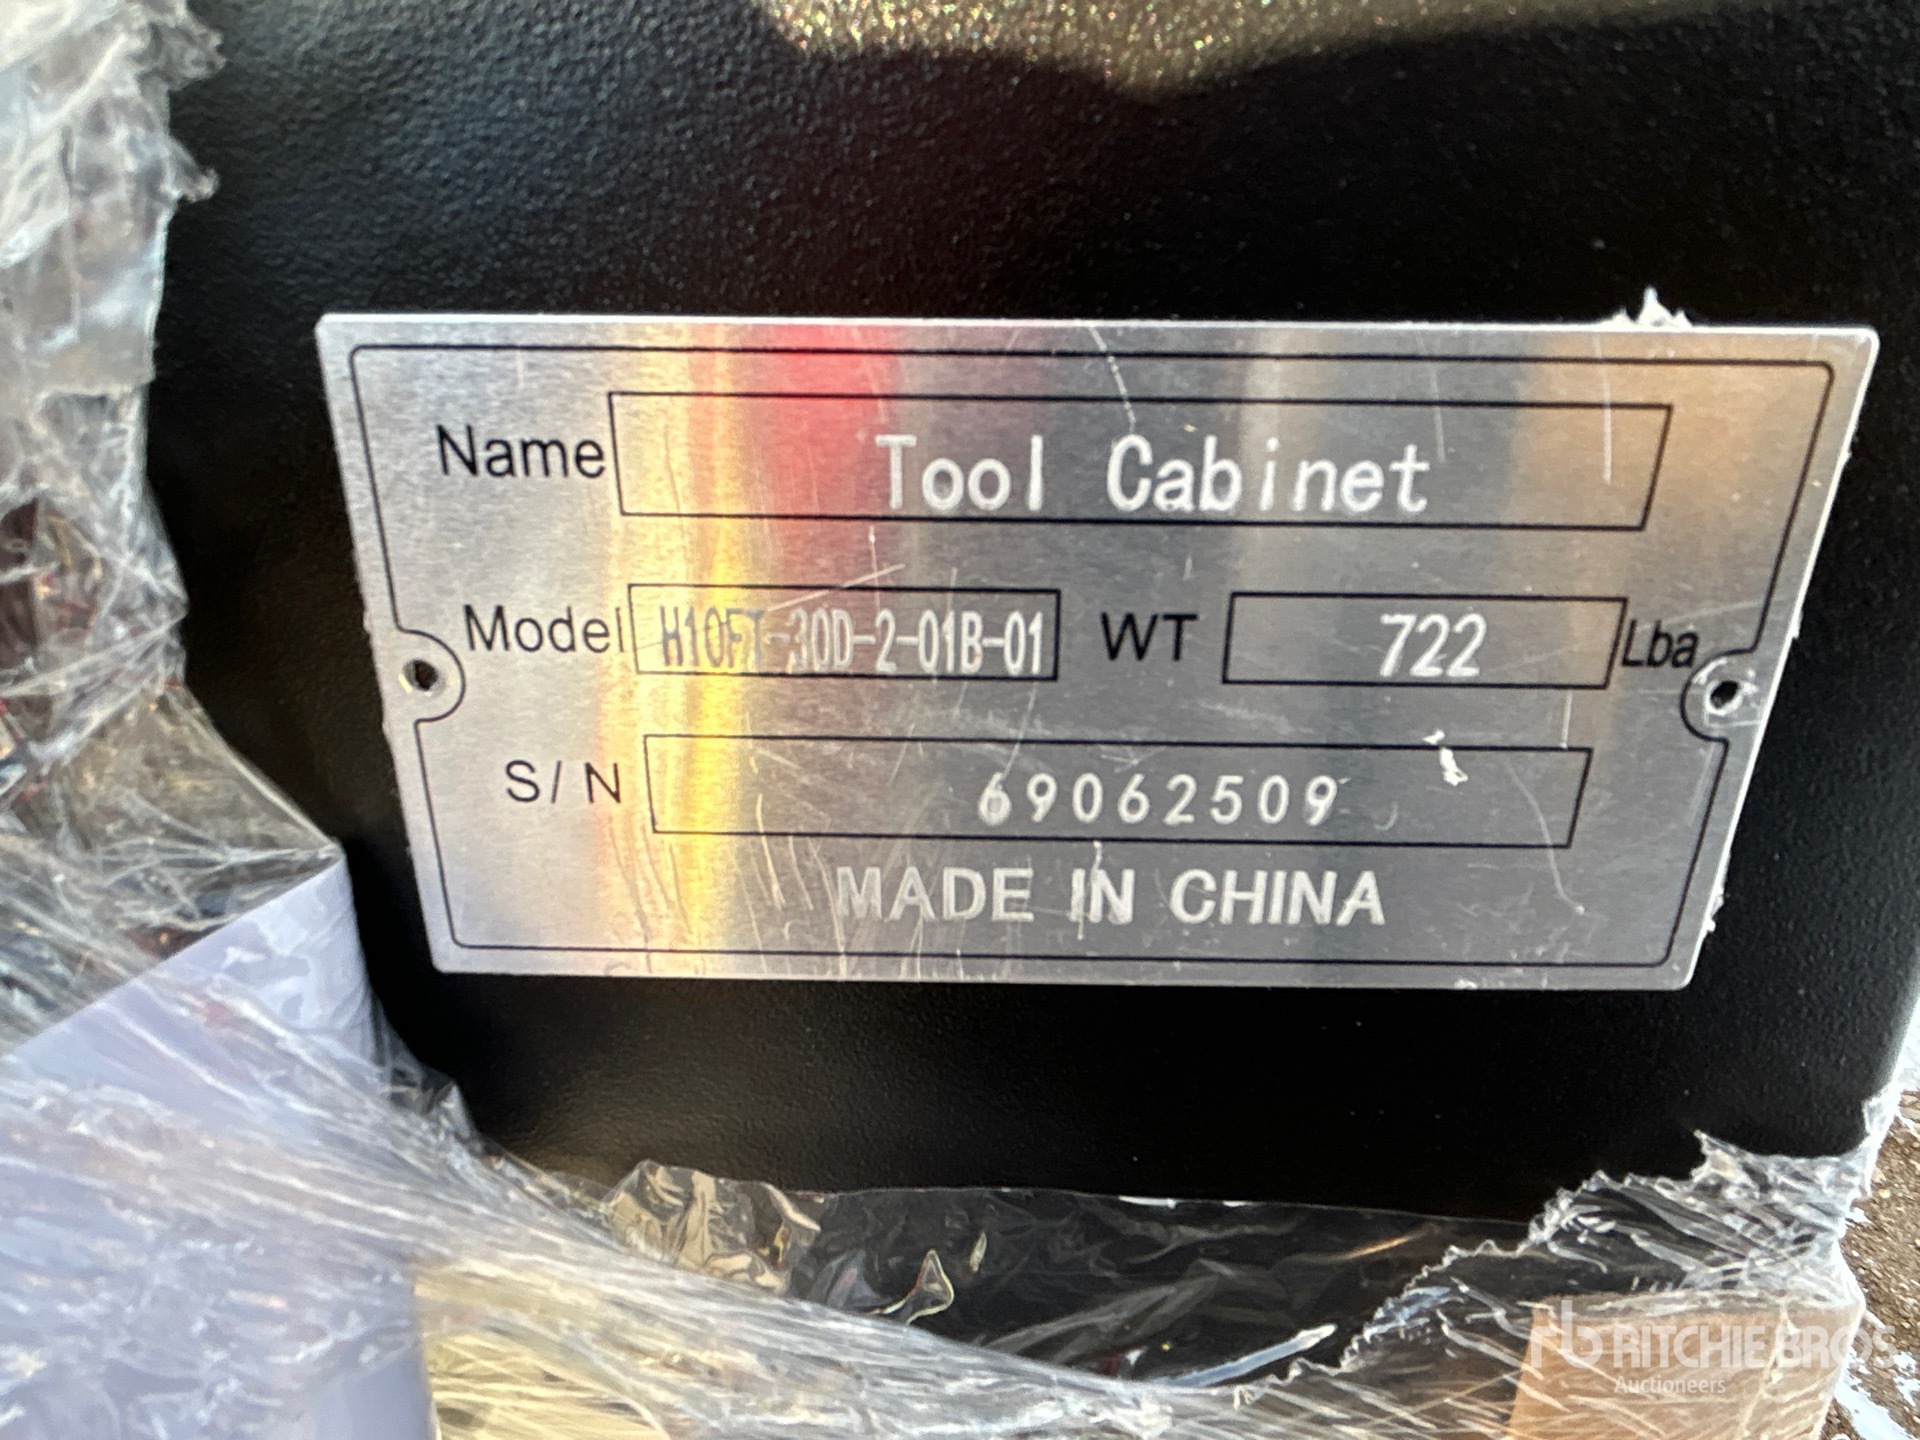 Name Tool Cabinet
Model H10FT-30D-2-01B-01 WT 722 Lba
S/N 69062509
MADE IN CHINA
rb RITCHIE BROS
Auctioneers